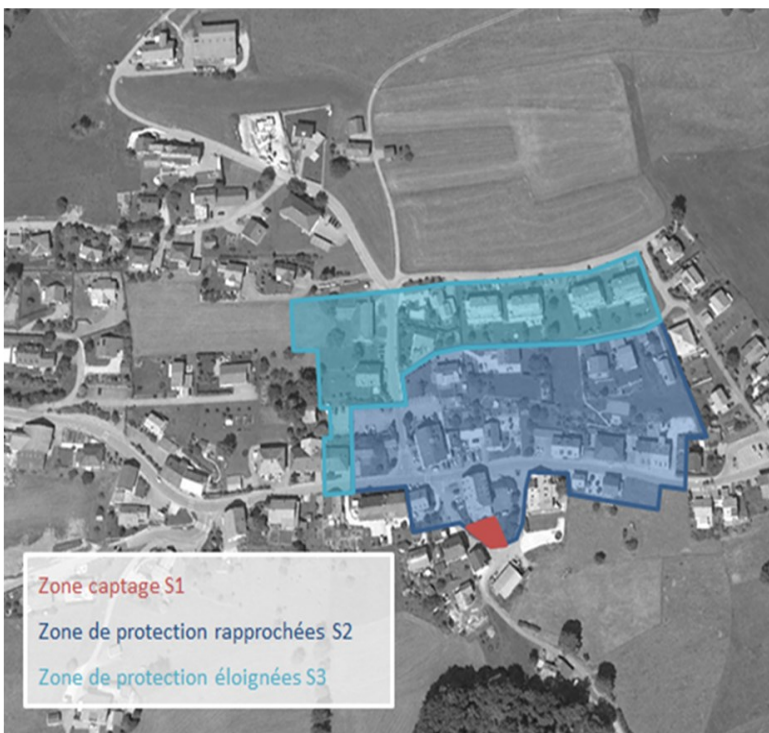 Zone captage S1
Zone de protection rapprochées S2
Zone de protection éloignées S3